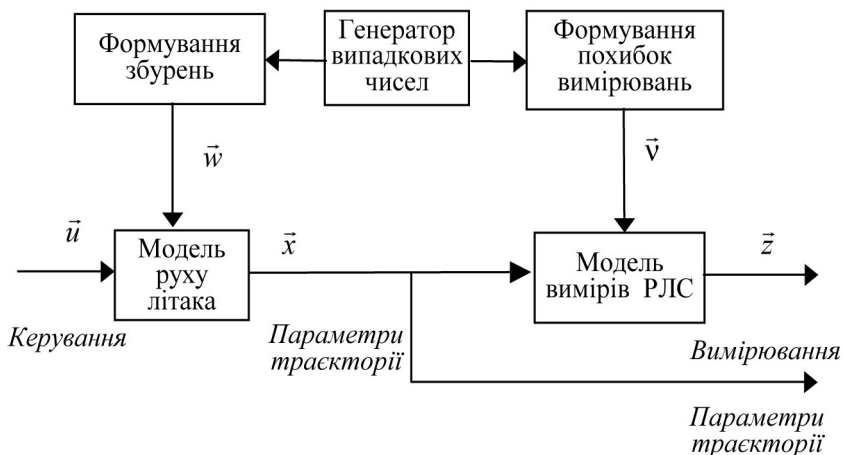 Формування
збурень
Генератор
випадкових
чисел
Формування
похибок
вимірювань
w⃗
ν⃗
u⃗
Модель
руху
літака
x⃗
Модель
вимірів РЛС
z⃗
Керування
Параметри
траєкторії
Вимірювання
Параметри
траєкторії